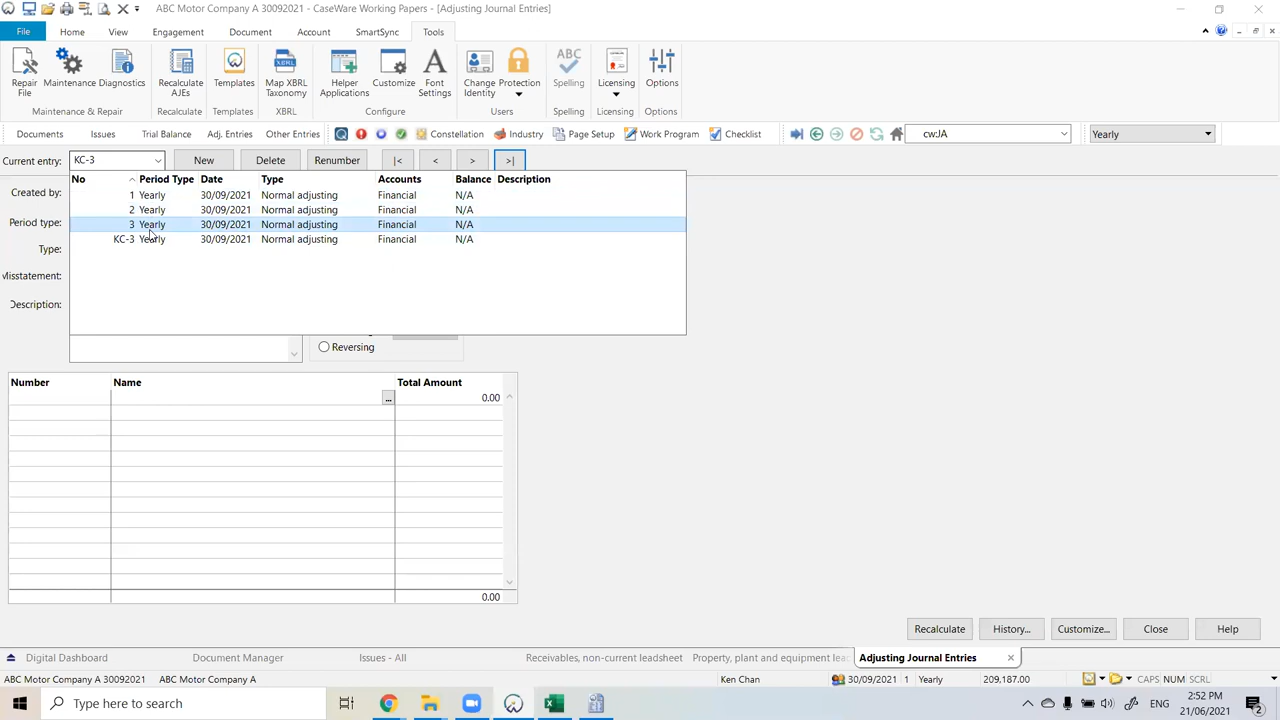 ABC Motor Company A 30092021 - CaseWare Working Papers - [Adjusting Journal Entries]
File Home View Engagement Document Account SmartSync Tools
Repair File Maintenance Diagnostics Recalculate AJEs Templates Map XBRL Taxonomy Helper Applications Customize Font Settings Change Identity Protection ABC Spelling Licensing Options
Maintenance & Repair Recalculate Templates XBRL Configure Users Spelling Licensing Options
Documents Issues Trial Balance Adj. Entries Other Entries Constellation Industry Page Setup Work Program Checklist cw:JA Yearly
Current entry: KC-3 New Delete Renumber |< < > >|
No Period Type Date Type Accounts Balance Description
Created by:
1 Yearly 30/09/2021 Normal adjusting Financial N/A
2 Yearly 30/09/2021 Normal adjusting Financial N/A
Period type:
3 Yearly 30/09/2021 Normal adjusting Financial N/A
KC-3 Yearly 30/09/2021 Normal adjusting Financial N/A
Type:
Misstatement:
Description:
Reversing
Number Name Total Amount
... 0.00
0.00
Recalculate History... Customize... Close Help
Digital Dashboard Document Manager Issues - All Receivables, non-current leadsheet Property, plant and equipment lea Adjusting Journal Entries
ABC Motor Company A 30092021 ABC Motor Company A Ken Chan 30/09/2021 1 Yearly 209,187.00 CAPS NUM SCRL
Type here to search ENG 2:52 PM
21/06/2021 2